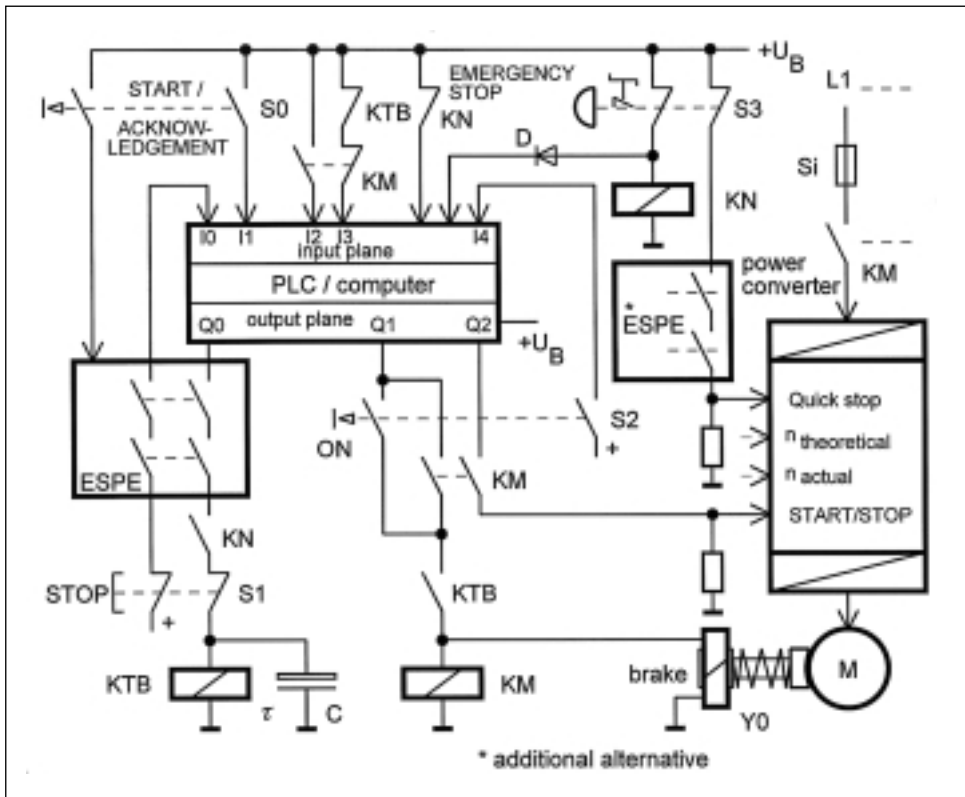 +U_B
START /
ACKNOW-
LEDGEMENT
S0
KTB
KM
EMERGENCY
STOP
KN
D
S3
KN
L1
Si
KM
I0 I1 I2 I3 I4
input plane
PLC / computer
output plane
Q0 Q1 Q2
+U_B
power
converter
*
ESPE
ESPE
ON
S2
+
KM
Quick stop
n theoretical
n actual
START/STOP
KN
STOP
S1
+
KTB
KTB
τ
C
KM
brake
Y0
M
* additional alternative